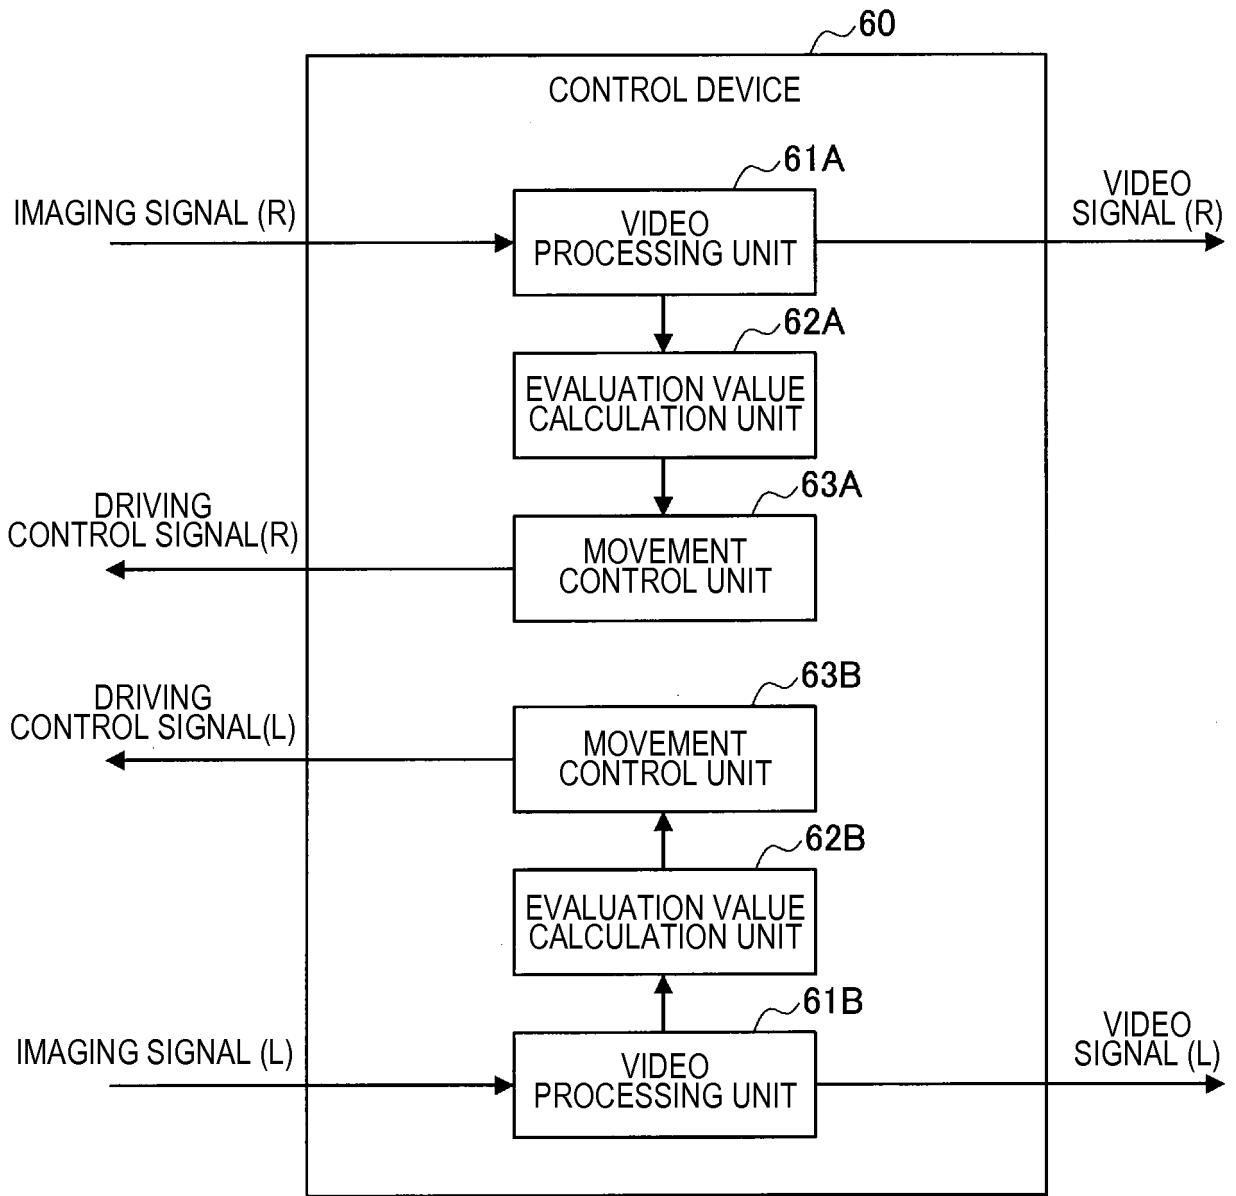 60
CONTROL DEVICE
61A
IMAGING SIGNAL (R)
VIDEO
PROCESSING UNIT
VIDEO
SIGNAL (R)
62A
EVALUATION VALUE
CALCULATION UNIT
63A
DRIVING
CONTROL SIGNAL(R)
MOVEMENT
CONTROL UNIT
63B
DRIVING
CONTROL SIGNAL(L)
MOVEMENT
CONTROL UNIT
62B
EVALUATION VALUE
CALCULATION UNIT
61B
IMAGING SIGNAL (L)
VIDEO
PROCESSING UNIT
VIDEO
SIGNAL (L)